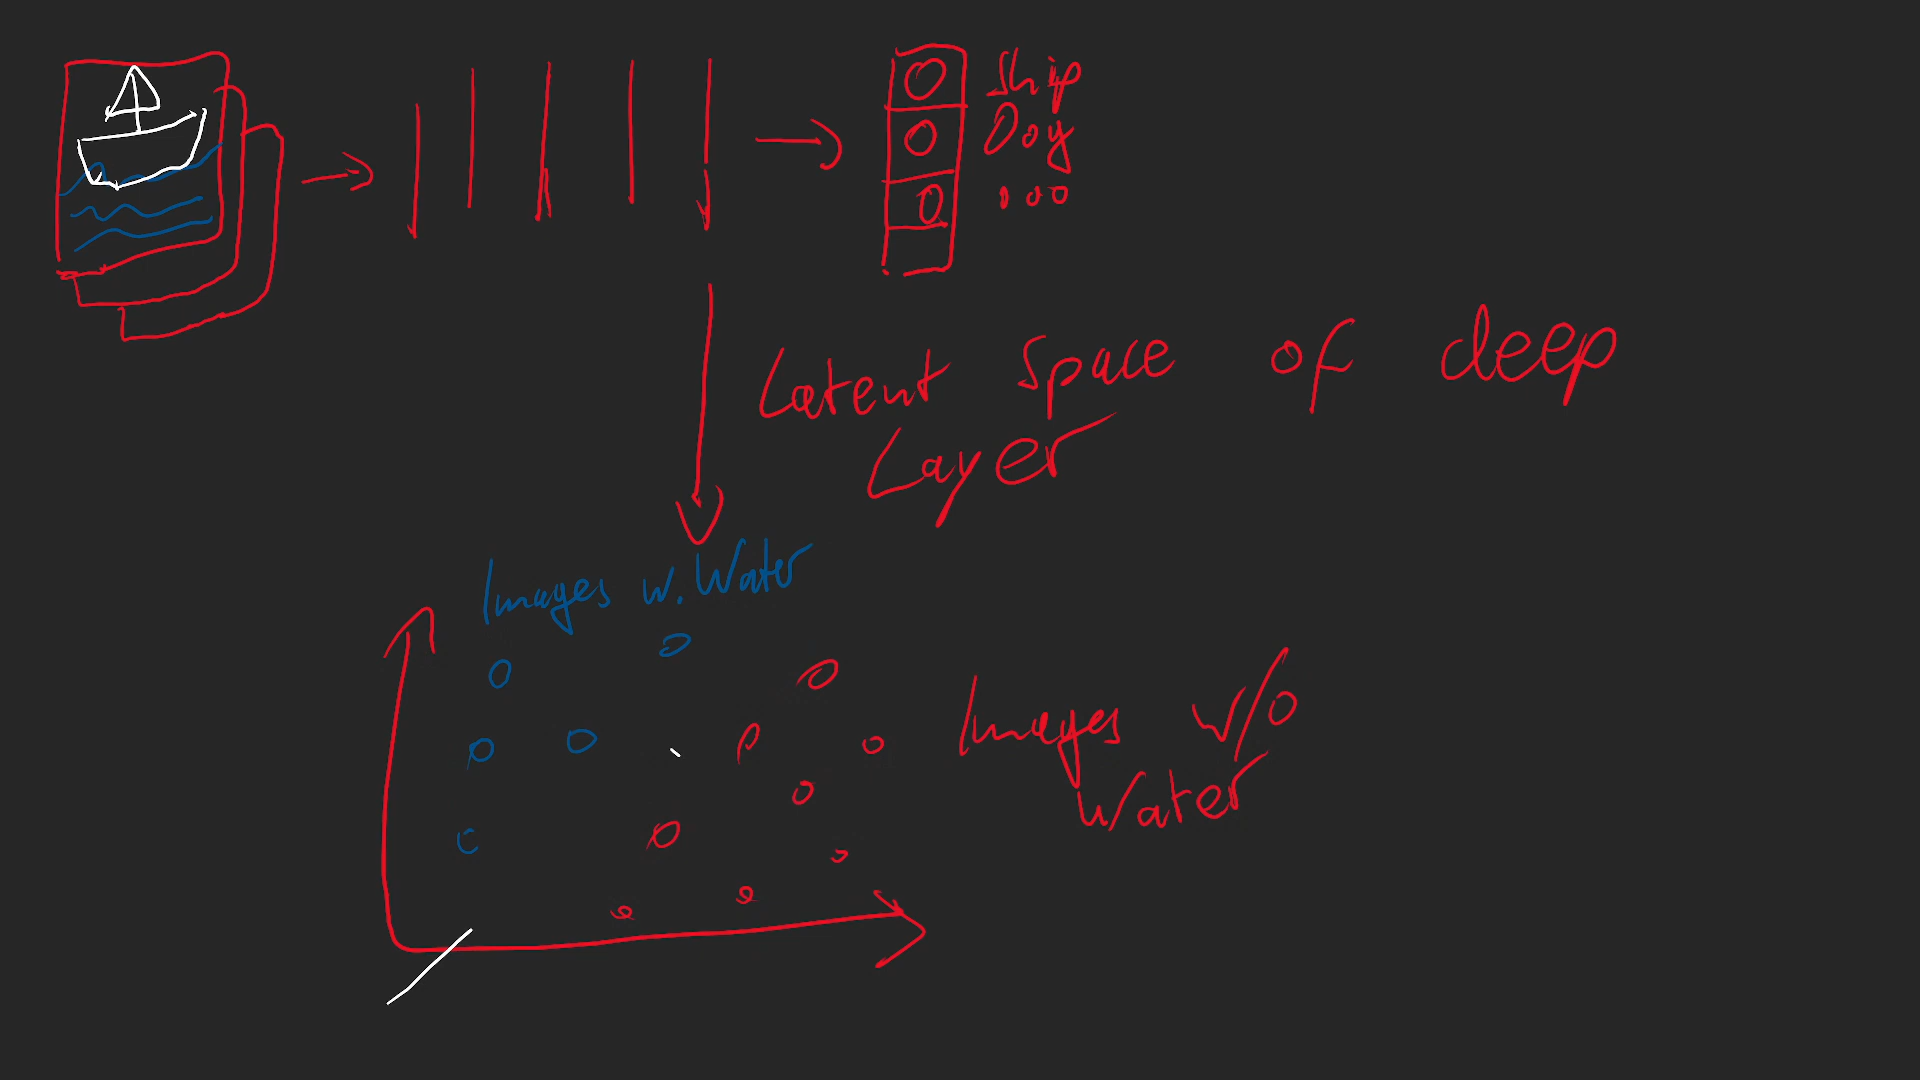 Ship
Dog
...
Latent Space of deep
Layer
Images w. Water
Images w/o
Water